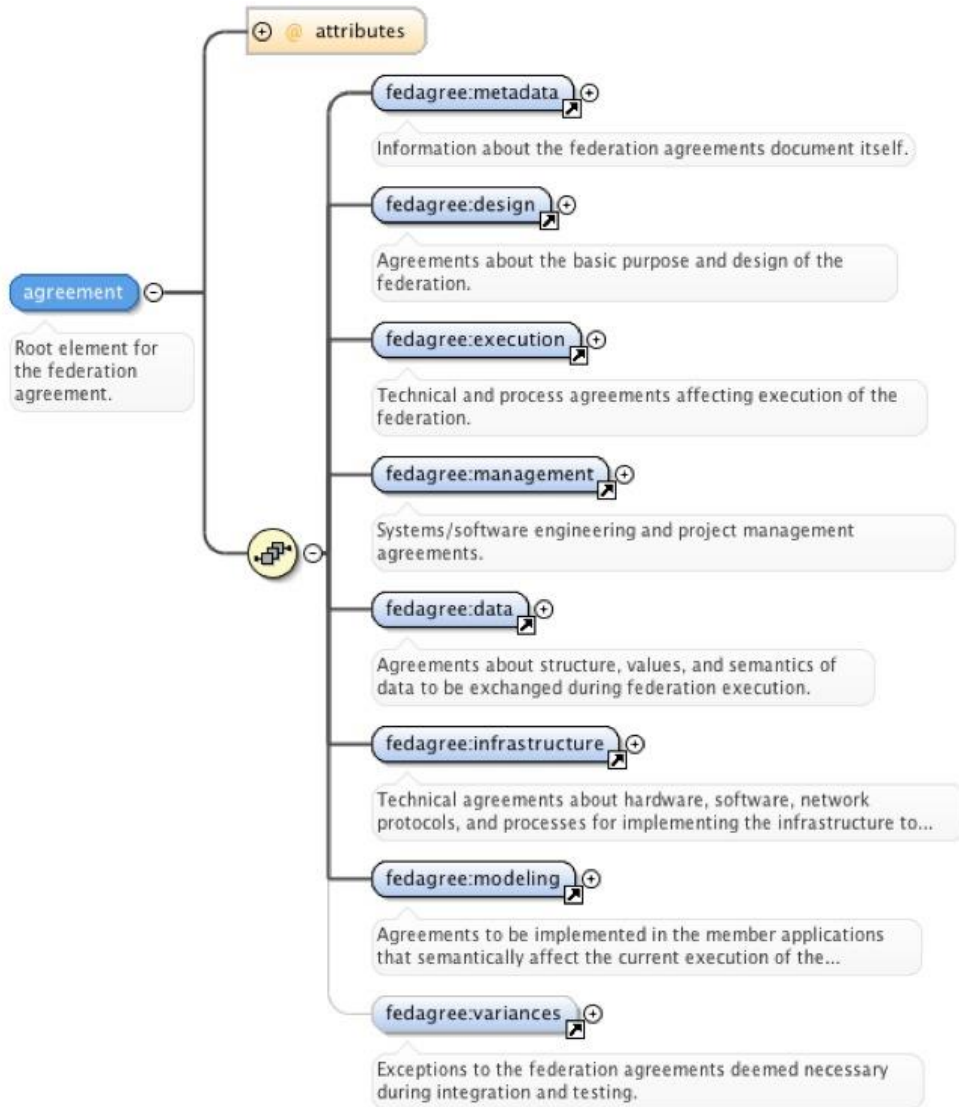 @ attributes
fedagree:metadata
Information about the federation agreements document itself.
fedagree:design
Agreements about the basic purpose and design of the
federation.
agreement
Root element for
the federation
agreement.
fedagree:execution
Technical and process agreements affecting execution of the
federation.
fedagree:management
Systems/software engineering and project management
agreements.
fedagree:data
Agreements about structure, values, and semantics of
data to be exchanged during federation execution.
fedagree:infrastructure
Technical agreements about hardware, software, network
protocols, and processes for implementing the infrastructure to...
fedagree:modeling
Agreements to be implemented in the member applications
that semantically affect the current execution of the...
fedagree:variances
Exceptions to the federation agreements deemed necessary
during integration and testing.